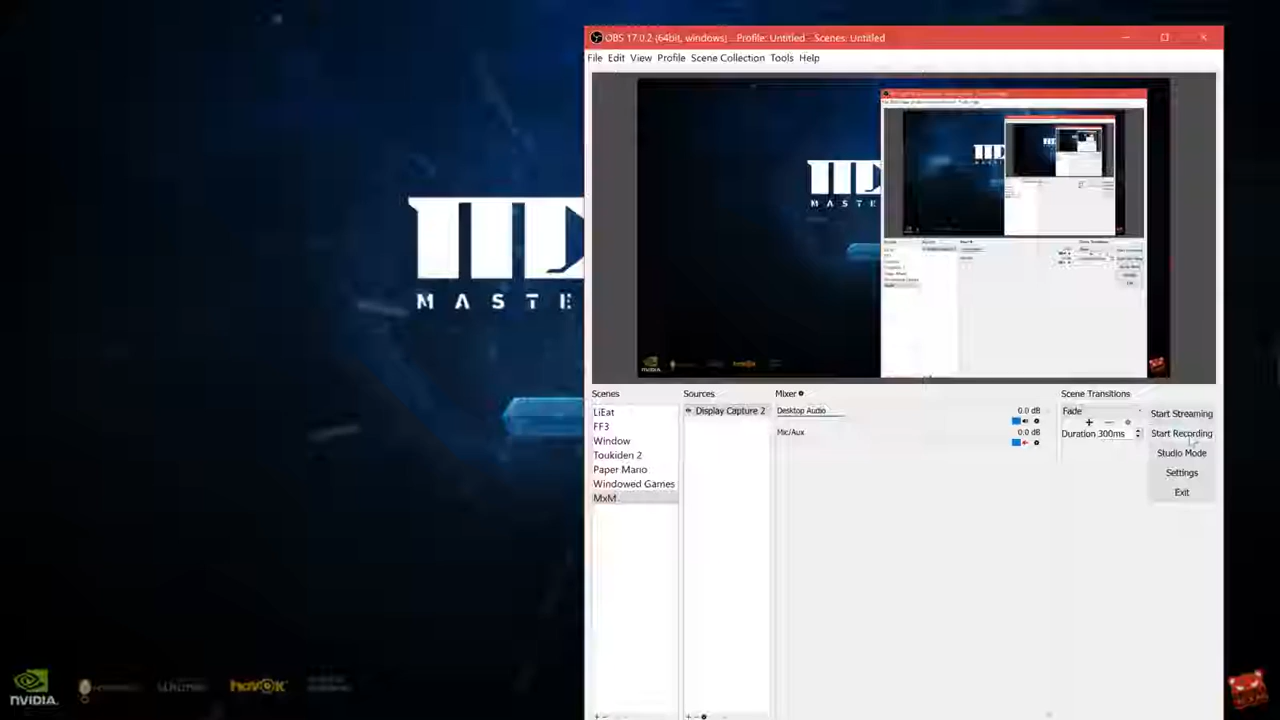 OBS 17.0.2 (64bit, windows) - Profile: Untitled - Scenes: Untitled
File Edit View Profile Scene Collection Tools Help
MASTE
MASTE
NVIDIA
Scenes
LiEat
FF3
Window
Toukiden 2
Paper Mario
Windowed Games
MxM
Sources
Display Capture 2
Mixer
Desktop Audio
0.0 dB
Mic/Aux
0.0 dB
Scene Transitions
Fade
Duration 300ms
Start Streaming
Start Recording
Studio Mode
Settings
Exit
NVIDIA.
havok